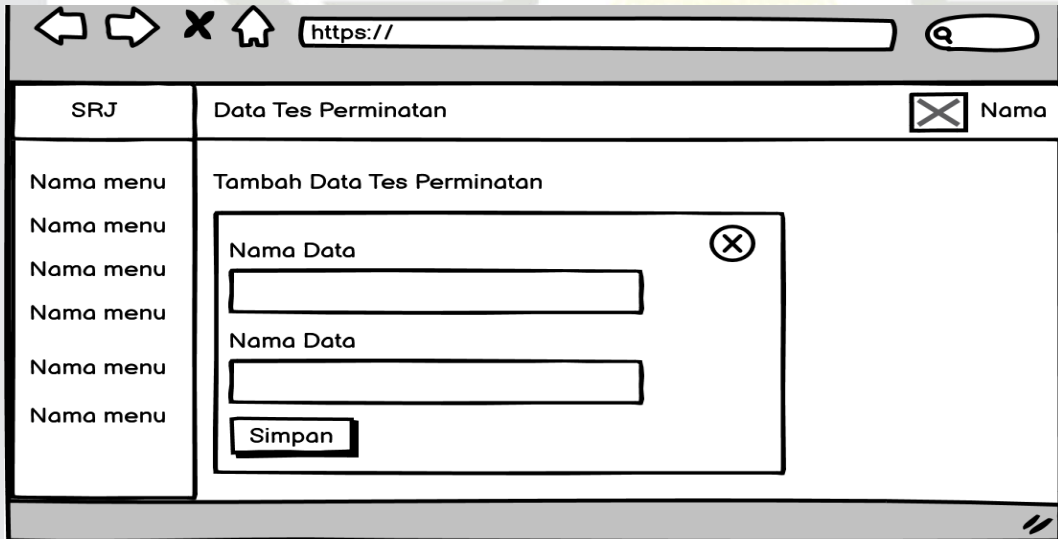 https://
SRJ
Data Tes Perminatan
Nama
Nama menu
Nama menu
Nama menu
Nama menu
Nama menu
Nama menu
Tambah Data Tes Perminatan
Nama Data
Nama Data
Simpan